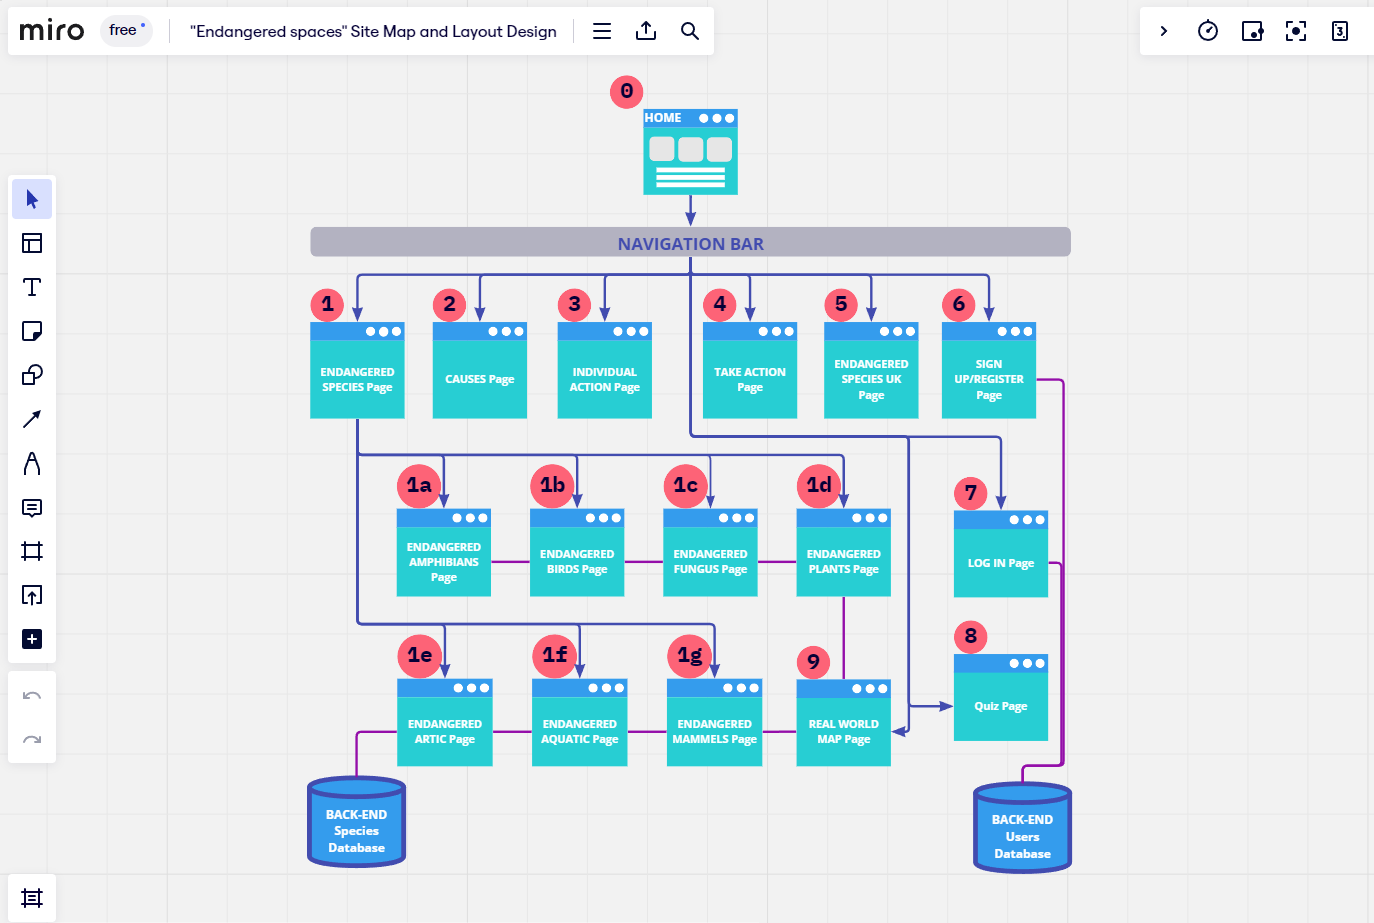 miro
free
"Endangered spaces" Site Map and Layout Design
3
0
HOME
NAVIGATION BAR
1
2
3
4
5
6
ENDANGERED
SPECIES Page
CAUSES Page
INDIVIDUAL
ACTION Page
TAKE ACTION
Page
ENDANGERED
SPECIES UK
Page
SIGN
UP/REGISTER
Page
1a
1b
1c
1d
7
ENDANGERED
AMPHIBIANS
Page
ENDANGERED
BIRDS Page
ENDANGERED
FUNGUS Page
ENDANGERED
PLANTS Page
LOG IN Page
1e
1f
1g
9
8
ENDANGERED
ARTIC Page
ENDANGERED
AQUATIC Page
ENDANGERED
MAMMELS Page
REAL WORLD
MAP Page
Quiz Page
BACK-END
Species
Database
BACK-END
Users
Database